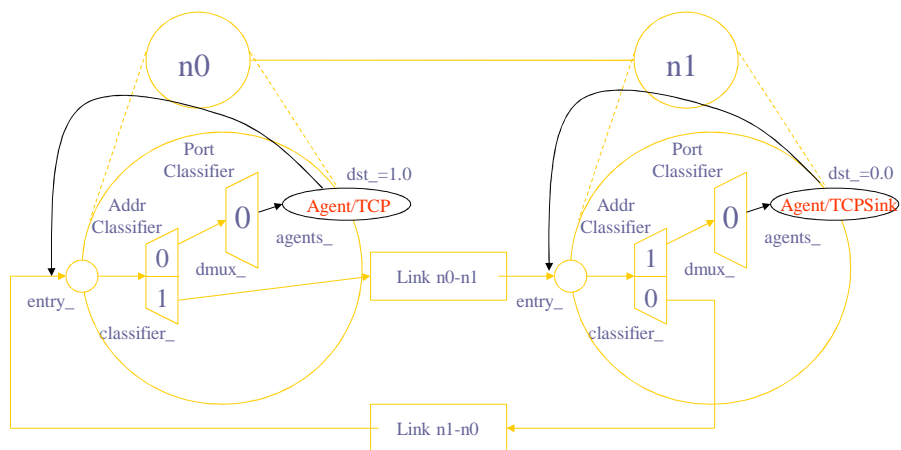 n0
n1
Port
Classifier
dst_=1.0
Addr
Classifier
0
Agent/TCP
agents_
0
dmux_
1
entry_
classifier_
Link n0-n1
Port
Classifier
dst_=0.0
Addr
Classifier
0
Agent/TCPSink
agents_
1
dmux_
0
entry_
classifier_
Link n1-n0